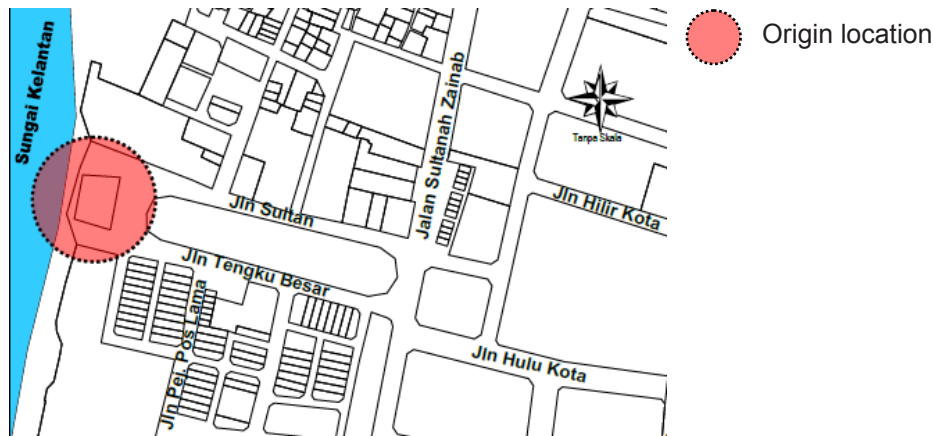 Origin location
Sungai Kelantan
Jalan Sultanah Zainab
Tanpa Skala
Jln Hilir Kota
Jln Sultan
Jln Tengku Besar
Jln Pej. Pos Lama
Jln Hulu Kota